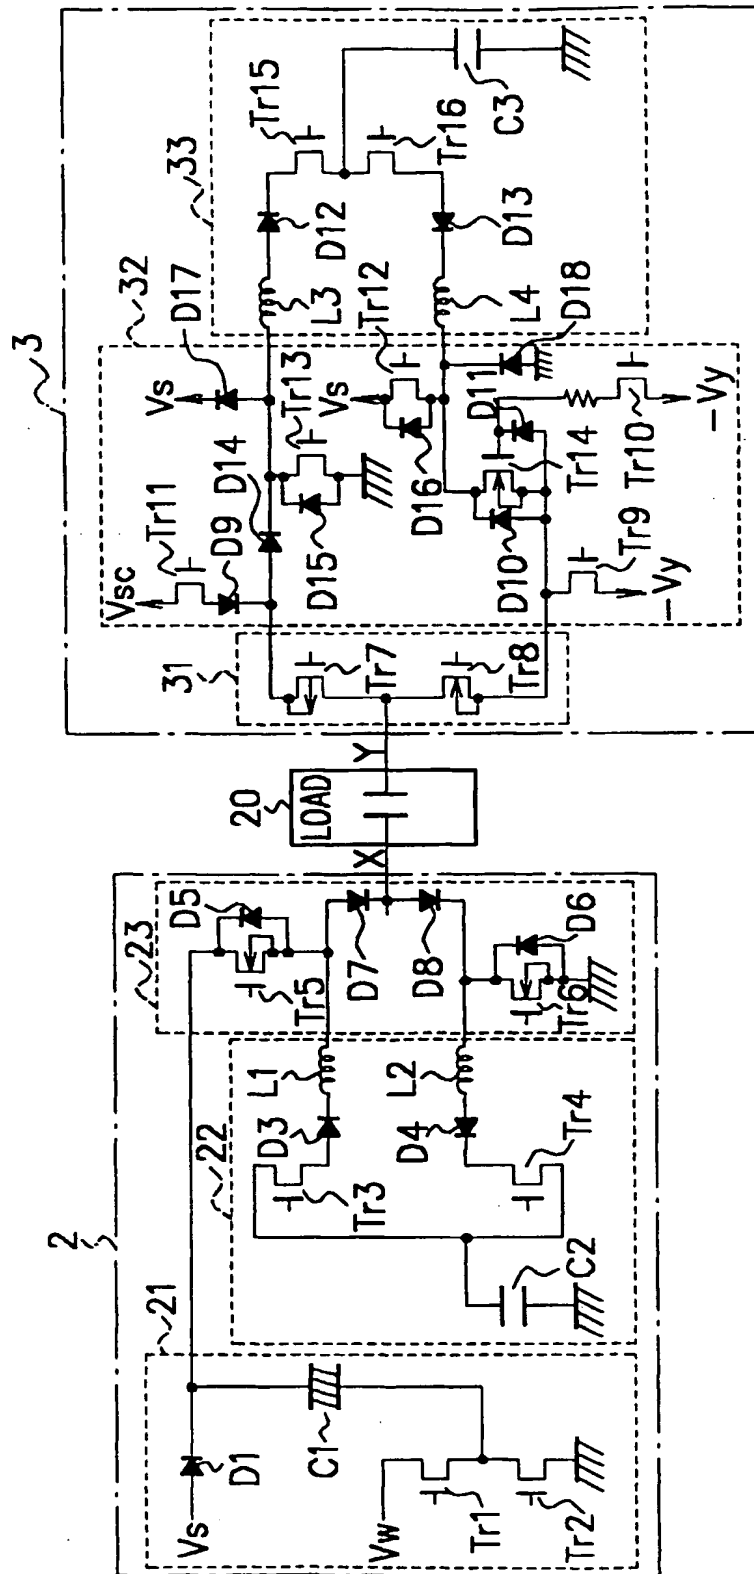 2
21
Vs
D1
C1
Vw
Tr1
Tr2
22
Tr3
D3
L1
D4
L2
Tr4
C2
23
D5
Tr5
D7
D8
D6
Tr6
X
20
LOAD
Y
3
31
Tr7
Tr8
32
Vsc
Tr11
D9
D14
Vs
D17
D15
Tr13
Vs
Tr12
D16
D10
Tr14
D11
D18
Tr9
-Vy
Tr10
-Vy
33
L3
D12
Tr15
L4
D13
Tr16
C3